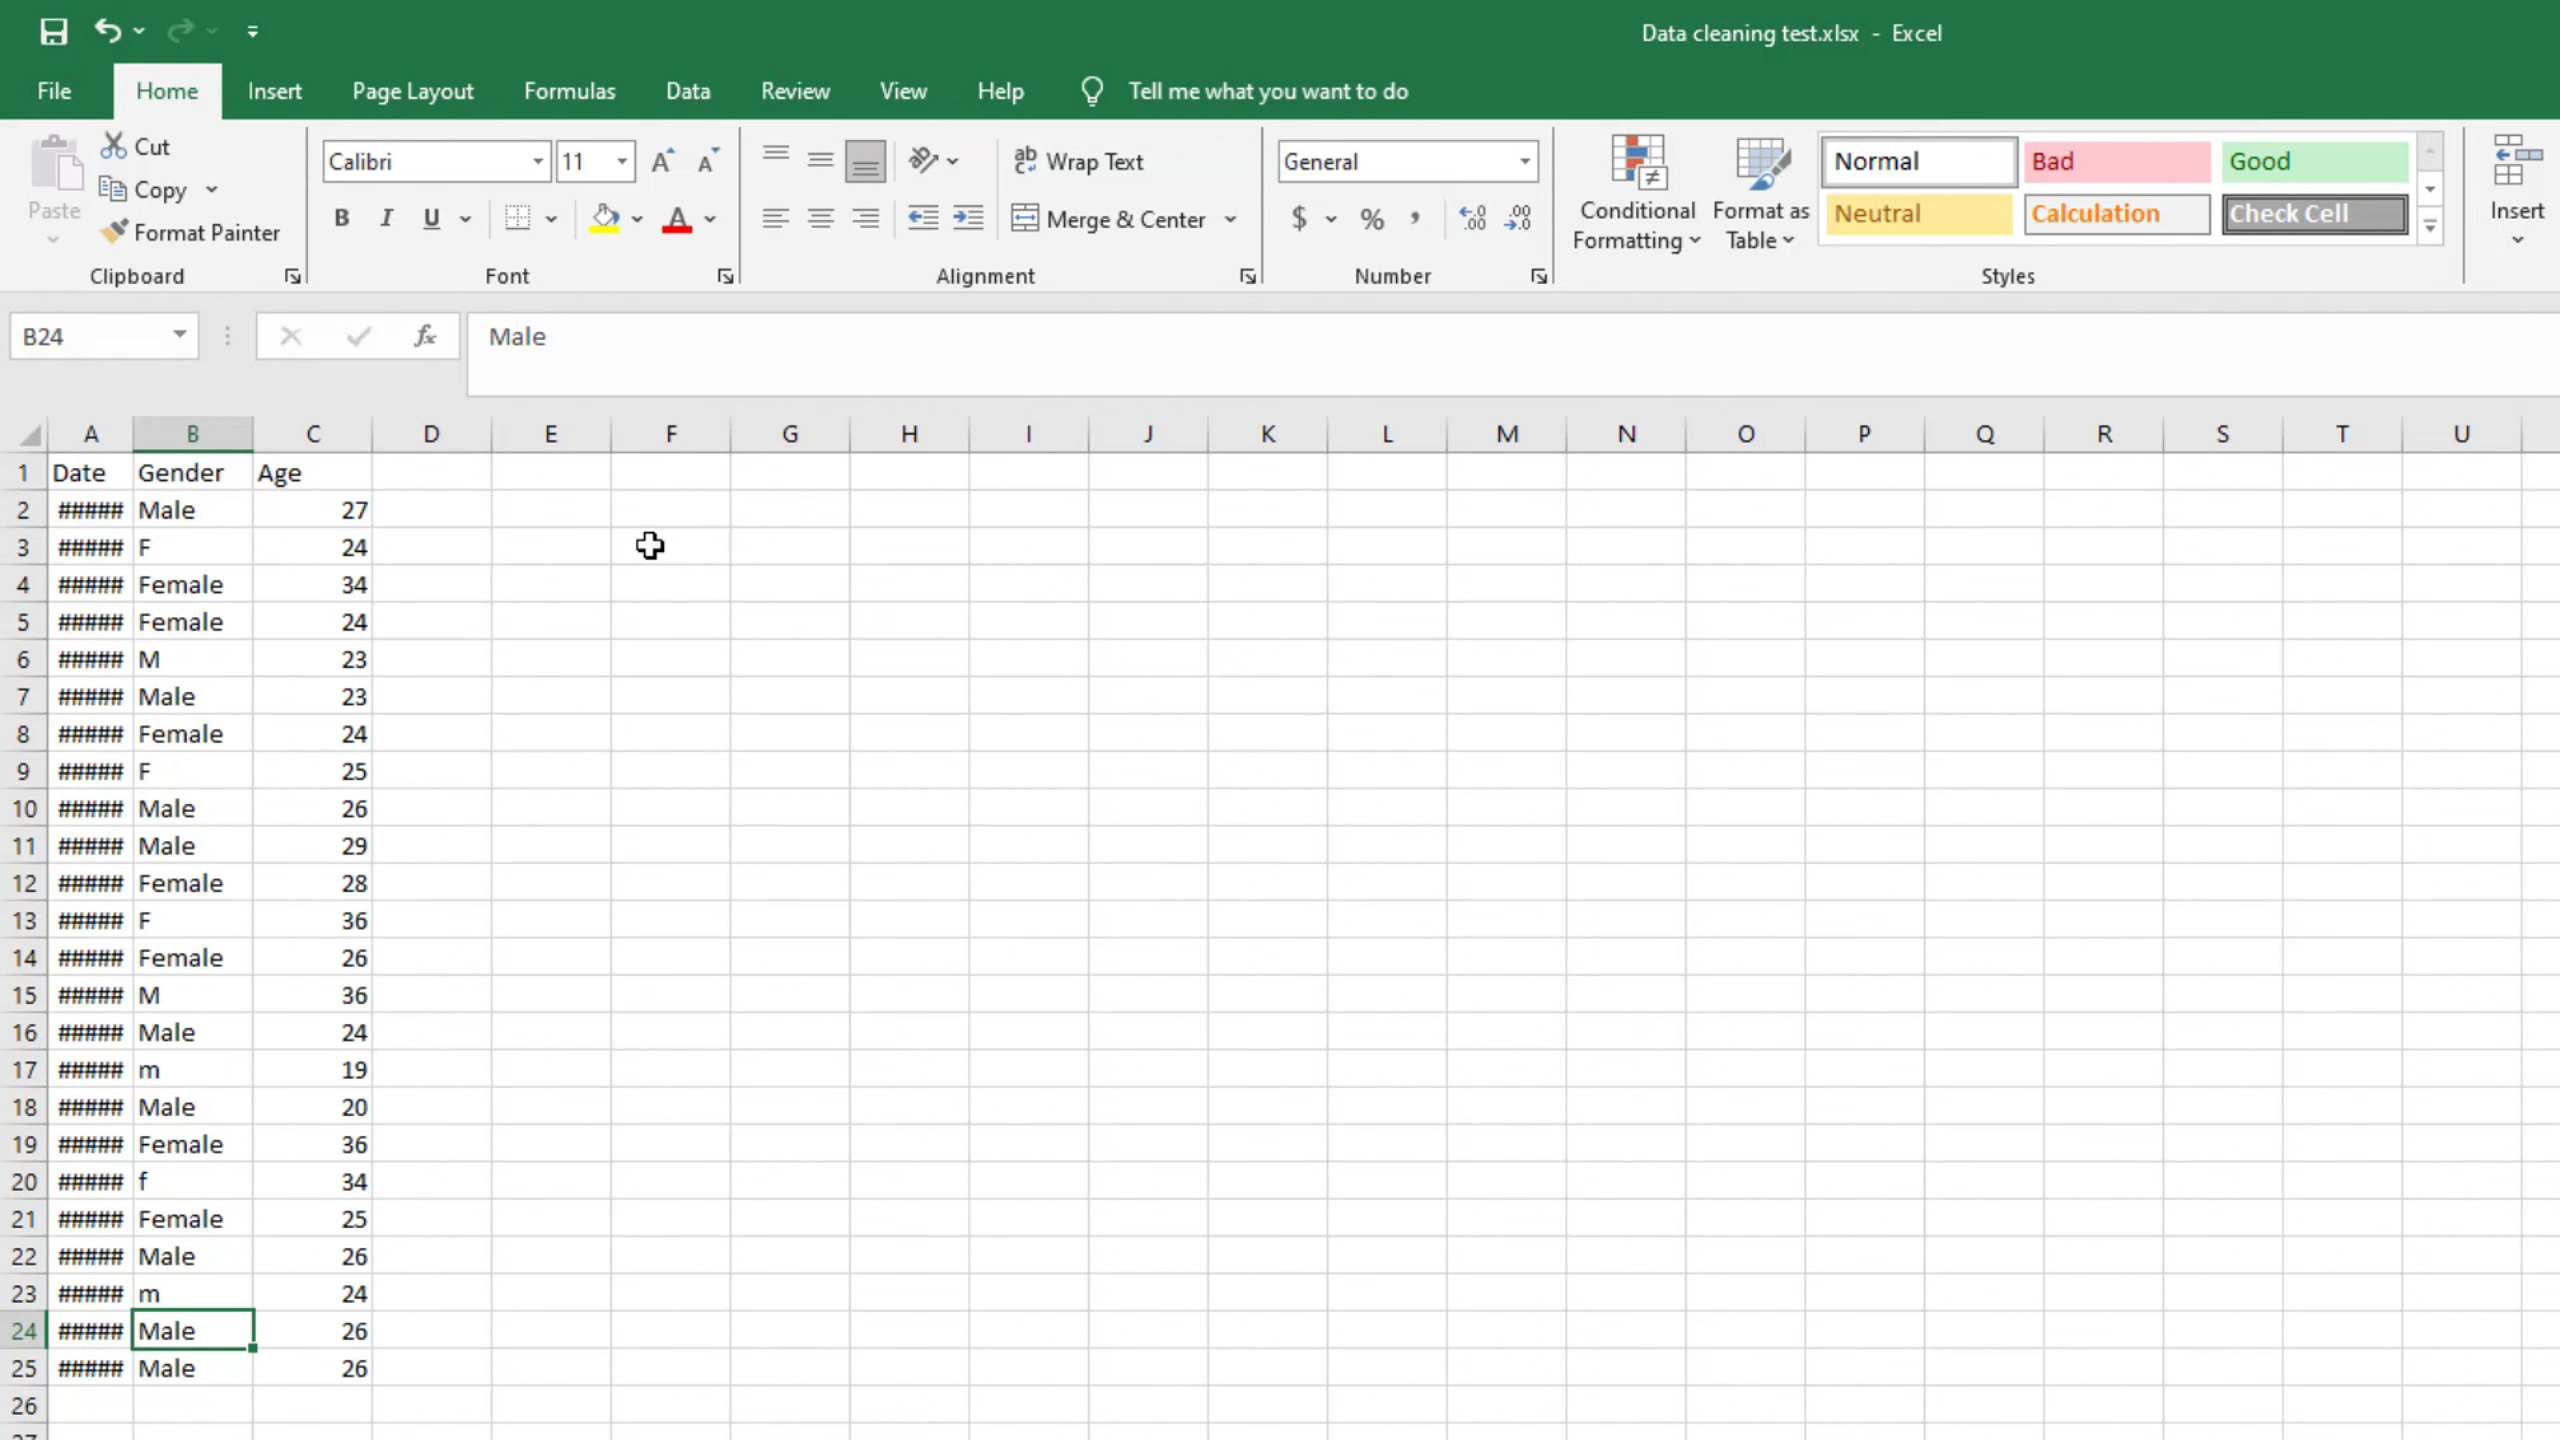 Data cleaning test.xlsx - Excel
File Home Insert Page Layout Formulas Data Review View Help Tell me what you want to do
Paste
Cut
Copy
Format Painter
Clipboard
Calibri 11
B I U
Font
Wrap Text
Merge & Center
Alignment
General
$ % ,
Number
Conditional Formatting
Format as Table
Normal Bad Good
Neutral Calculation Check Cell
Styles
Insert
B24 fx Male
A B C D E F G H I J K L M N O P Q R S T U
1 Date Gender Age
2 ##### Male 27
3 ##### F 24
4 ##### Female 34
5 ##### Female 24
6 ##### M 23
7 ##### Male 23
8 ##### Female 24
9 ##### F 25
10 ##### Male 26
11 ##### Male 29
12 ##### Female 28
13 ##### F 36
14 ##### Female 26
15 ##### M 36
16 ##### Male 24
17 ##### m 19
18 ##### Male 20
19 ##### Female 36
20 ##### f 34
21 ##### Female 25
22 ##### Male 26
23 ##### m 24
24 ##### Male 26
25 ##### Male 26
26